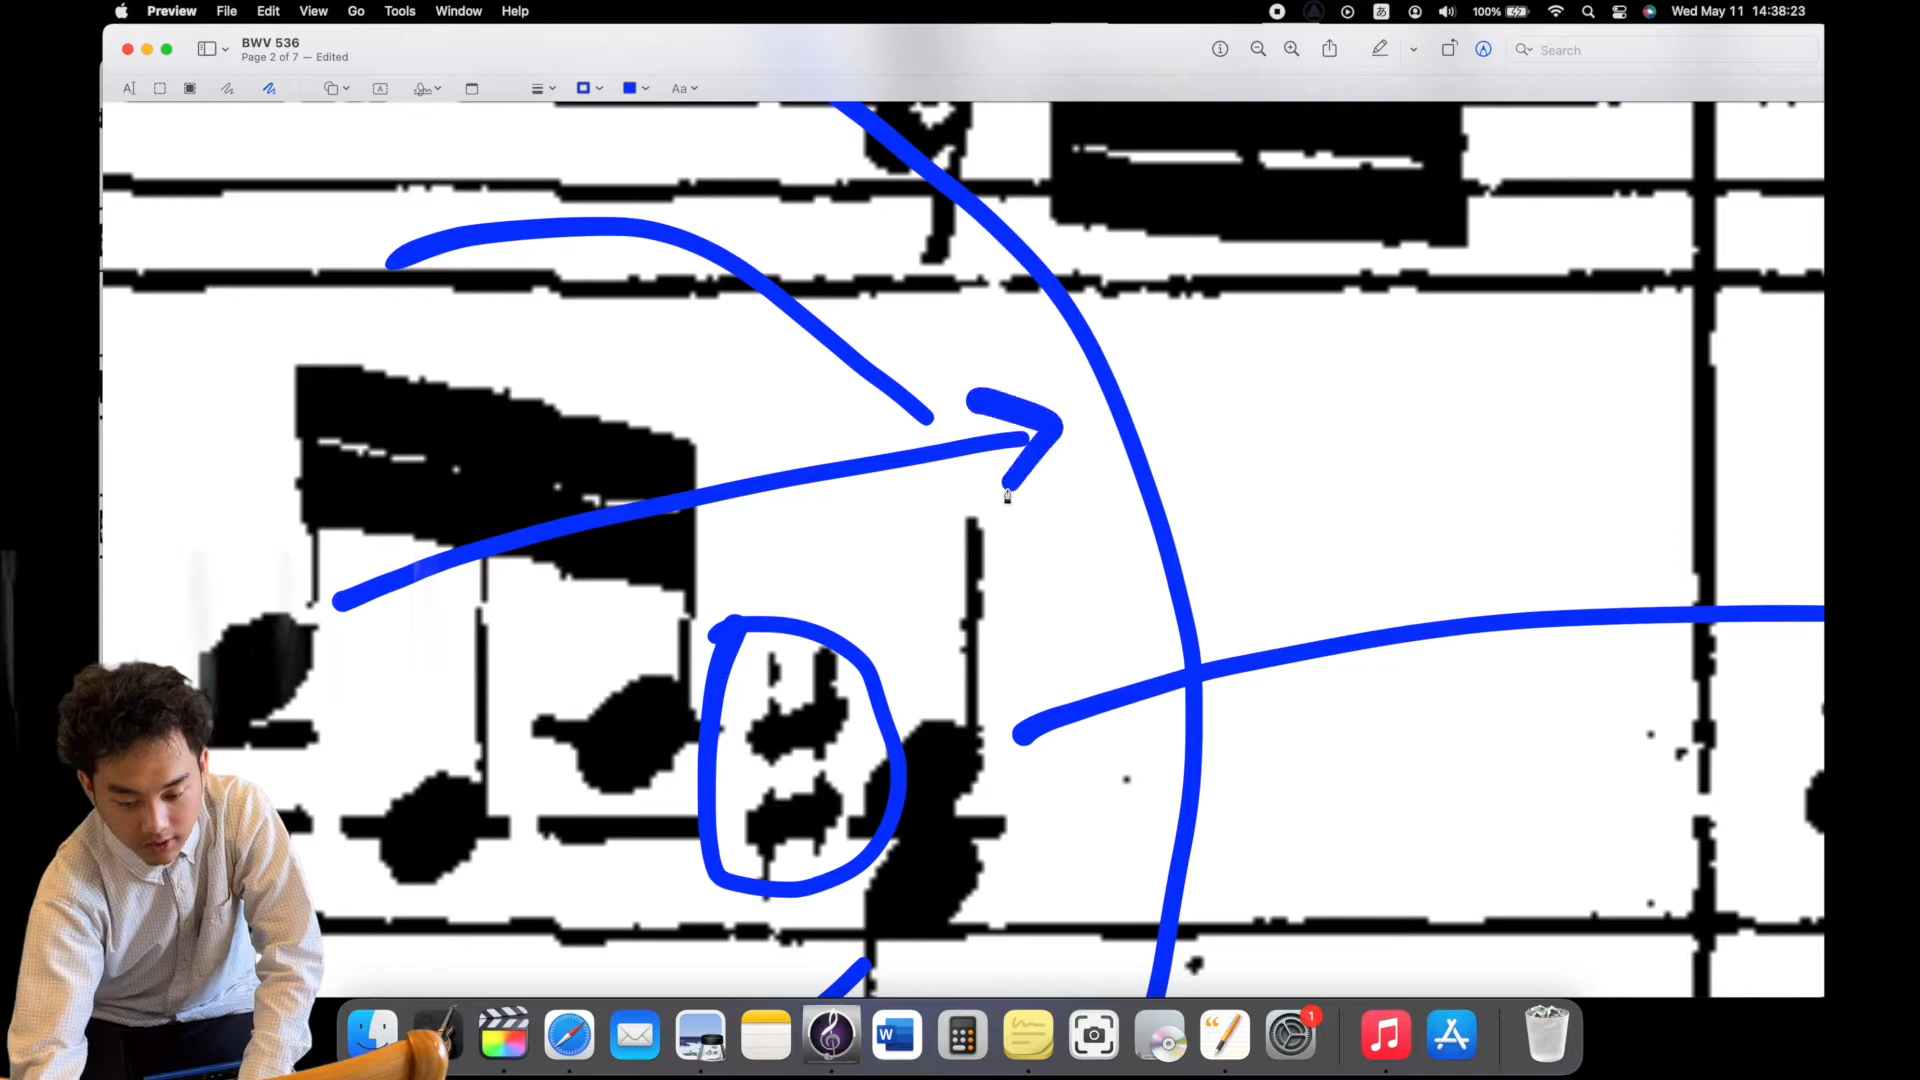 Preview File Edit View Go Tools Window Help
あ
100%
Wed May 11 14:38:23
BWV 536
Page 2 of 7 — Edited
Search
A
A
Aa
W
1